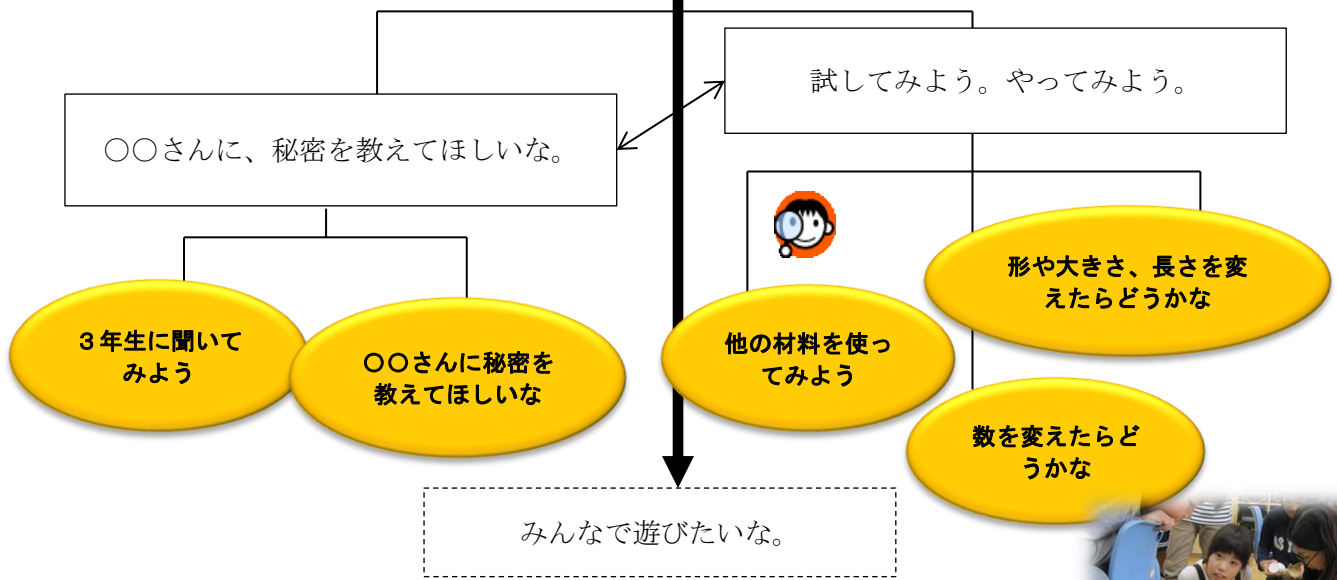 試してみよう。やってみよう。
〇〇さんに、秘密を教えてほしいな。
形や大きさ、長さを変
えたらどうかな
３年生に聞いて
みよう
〇〇さんに秘密を
教えてほしいな
他の材料を使っ
てみよう
数を変えたらど
うかな
みんなで遊びたいな。